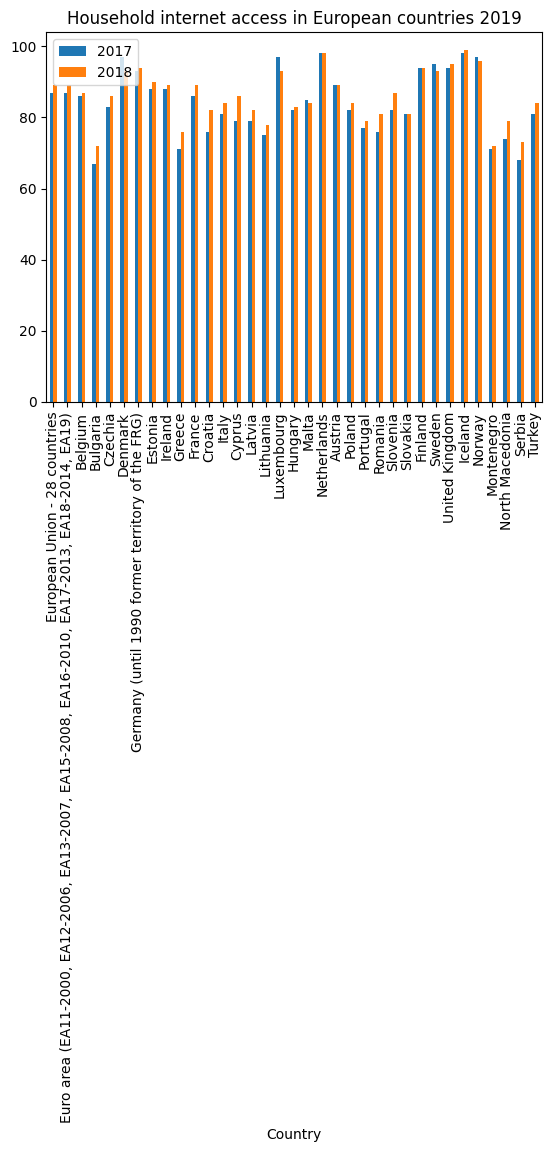 Household internet access in European countries 2019
2017
2018
100
80
60
40
20
0
European Union - 28 countries
Euro area (EA11-2000, EA12-2006, EA13-2007, EA15-2008, EA16-2010, EA17-2013, EA18-2014, EA19)
Belgium
Bulgaria
Czechia
Denmark
Germany (until 1990 former territory of the FRG)
Estonia
Ireland
Greece
France
Croatia
Italy
Cyprus
Latvia
Lithuania
Luxembourg
Hungary
Malta
Netherlands
Austria
Poland
Portugal
Romania
Slovenia
Slovakia
Finland
Sweden
United Kingdom
Iceland
Norway
Montenegro
North Macedonia
Serbia
Turkey
Country